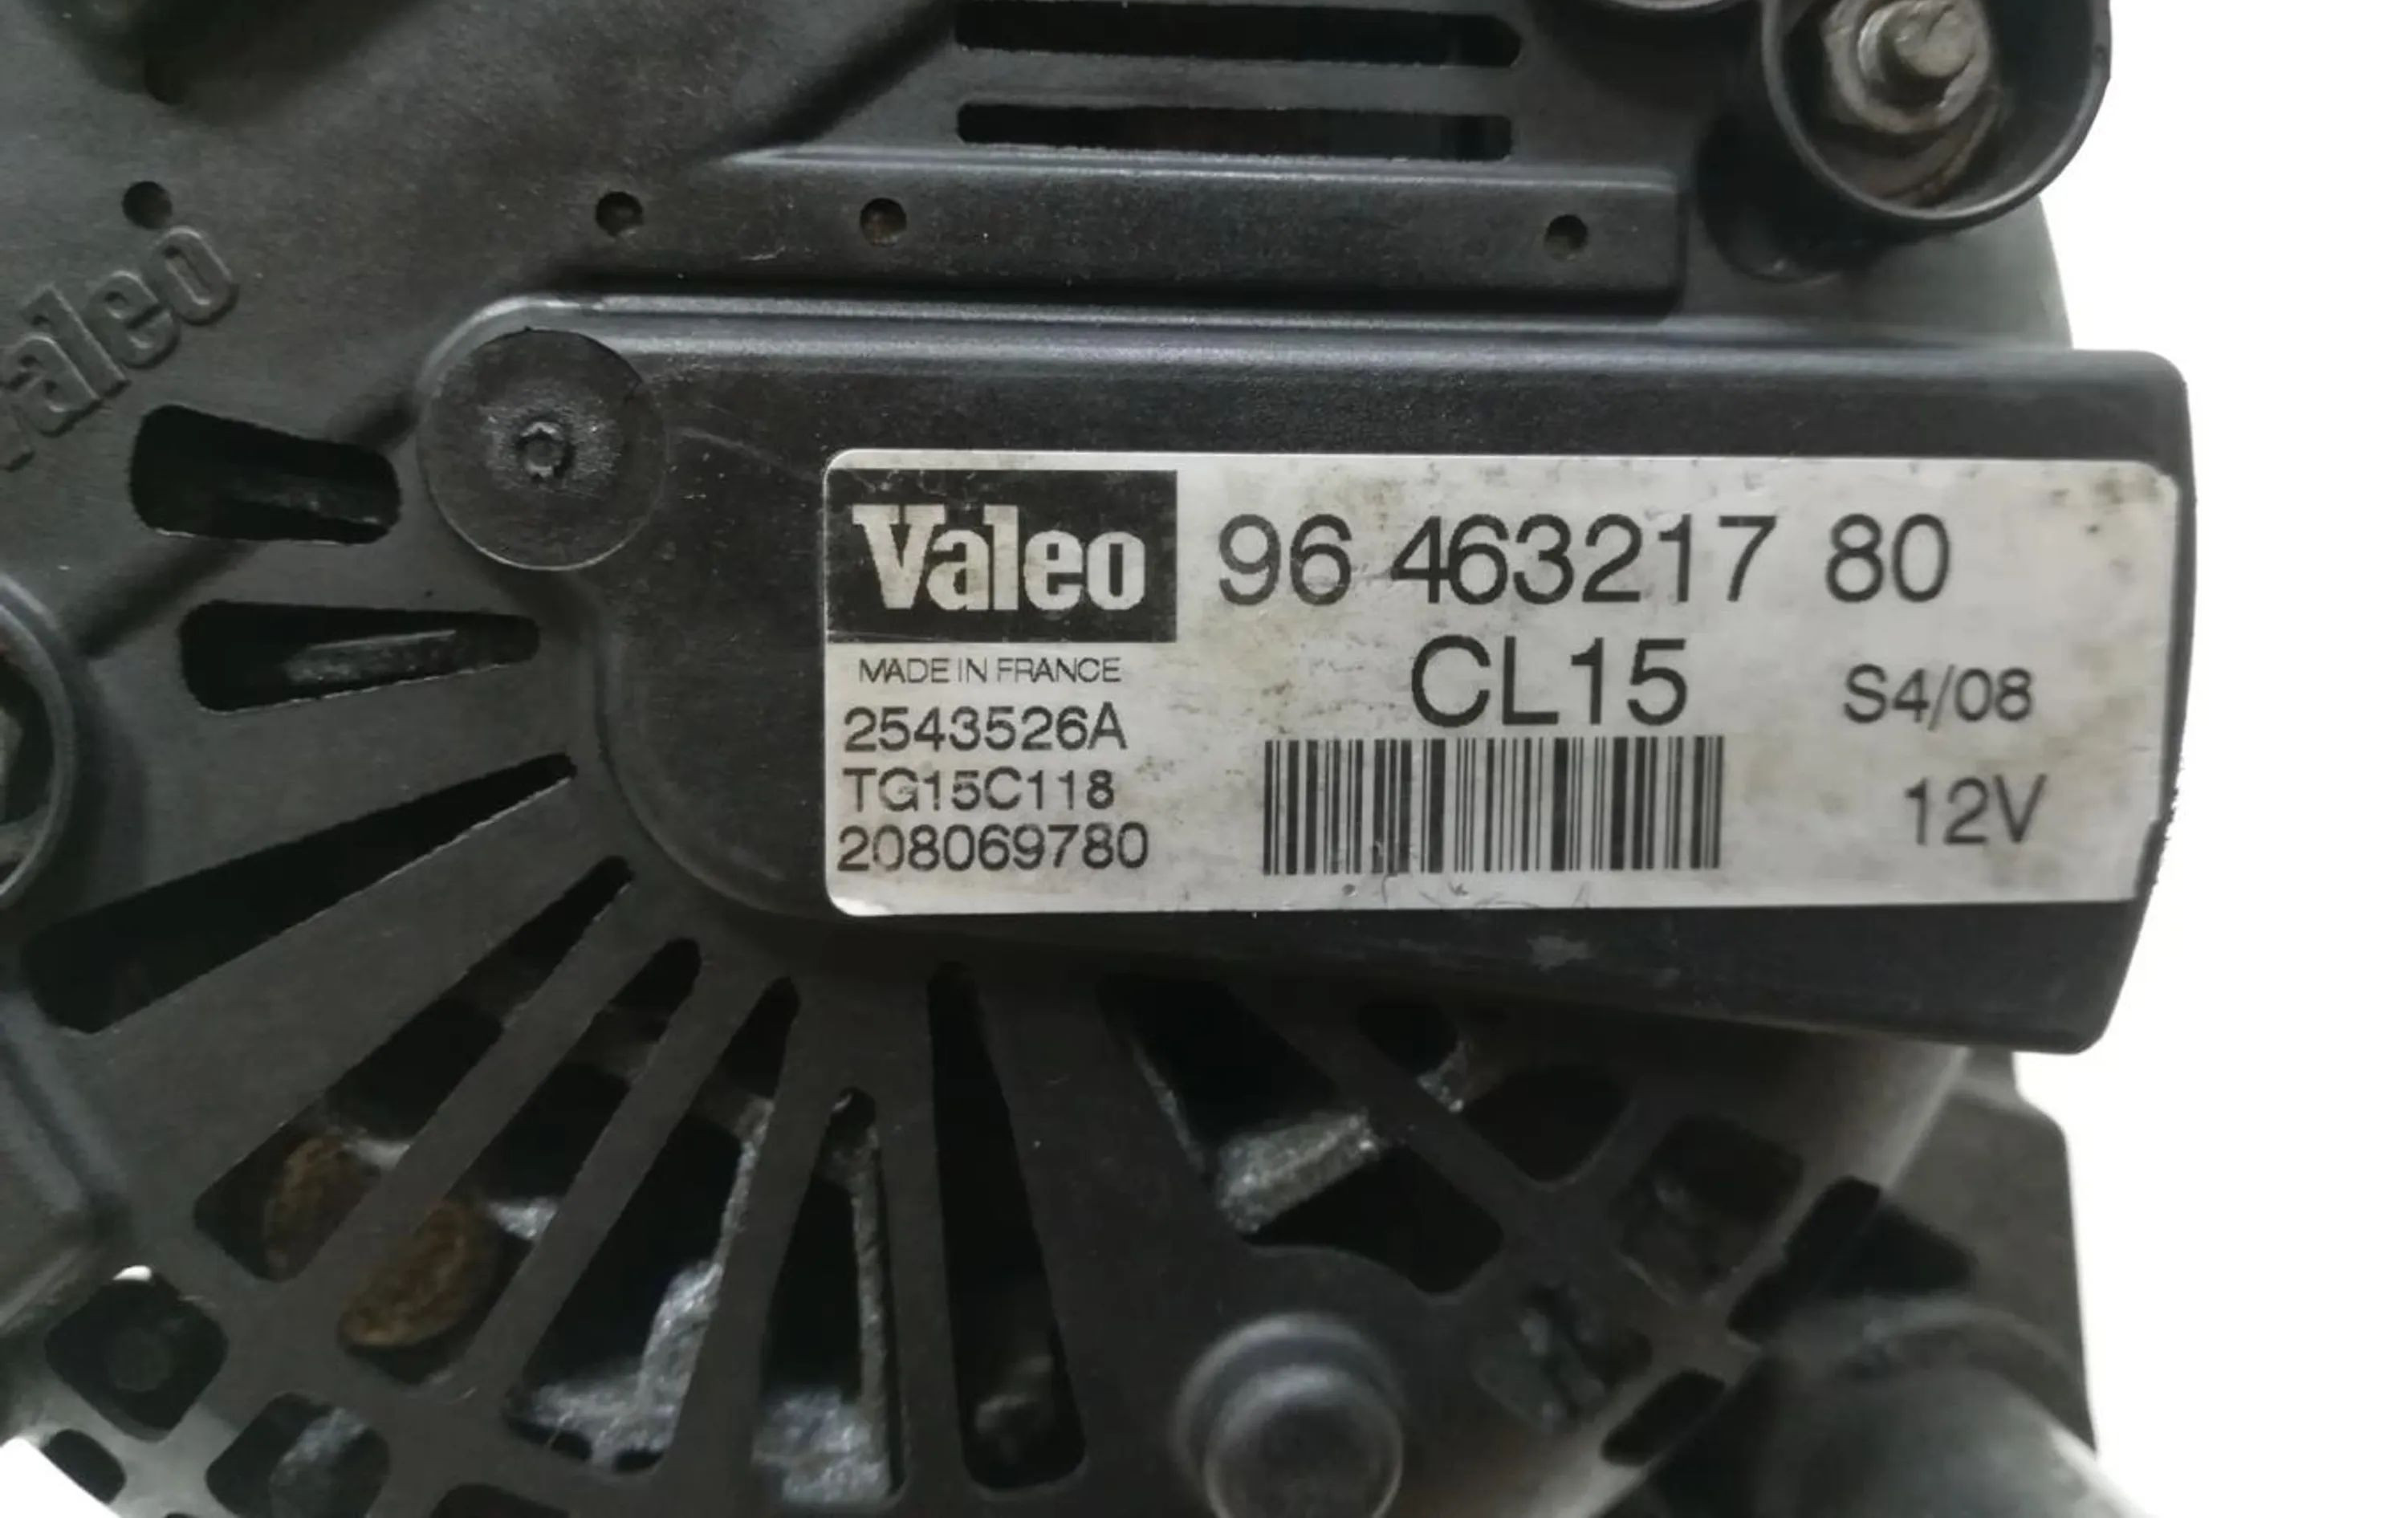 valeo
Valeo 96 463217 80
MADE IN FRANCE CL15 S4/08
2543526A
TG15C118 12V
208069780